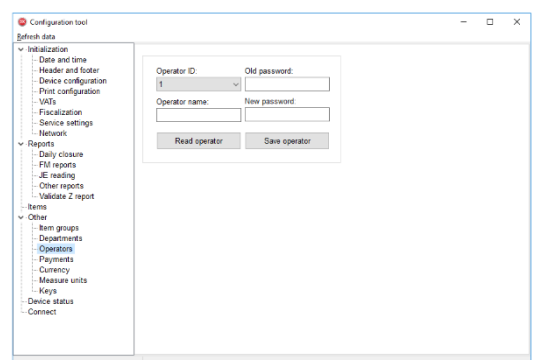 Configuration tool
Refresh data
Initialization
Date and time
Header and footer
Device configuration
Print configuration
VATs
Fiscalization
Service settings
Network
Reports
Daily closure
FM reports
JE reading
Other reports
Validate Z report
Items
Other
Item groups
Departments
Operators
Payments
Currency
Measure units
Keys
Device status
Connect
Operator ID: Old password:
1
Operator name: New password:
Read operator Save operator